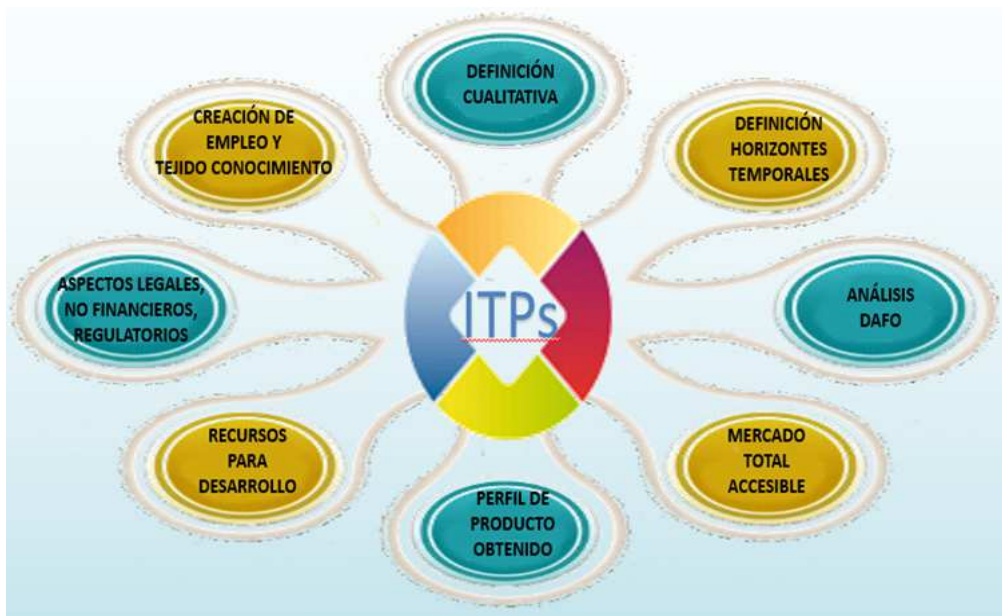 DEFINICIÓN
CUALITATIVA
DEFINICIÓN
HORIZONTES
TEMPORALES
ANÁLISIS
DAFO
MERCADO
TOTAL
ACCESIBLE
PERFIL DE
PRODUCTO
OBTENIDO
RECURSOS
PARA
DESARROLLO
ASPECTOS LEGALES,
NO FINANCIEROS,
REGULATORIOS
CREACIÓN DE
EMPLEO Y
TEJIDO CONOCIMIENTO
ITPs